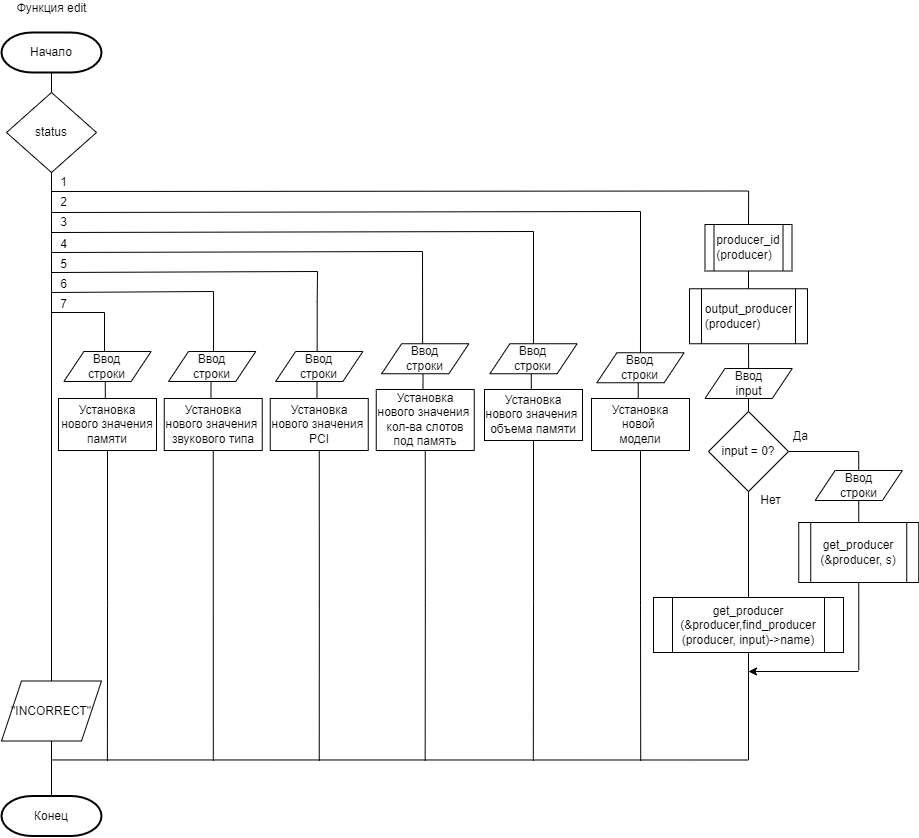 Функция edit
Начало
status
1
2
3
4
5
6
7
producer_id
(producer)
output_producer
(producer)
Ввод
input
input = 0?
Да
Нет
Ввод
строки
get_producer
(&producer, s)
get_producer
(&producer,find_producer
(producer, input)->name)
Ввод
строки
Установка
нового значения
памяти
Ввод
строки
Установка
нового значения
звукового типа
Ввод
строки
Установка
нового значения
PCI
Ввод
строки
Установка
нового значения
кол-ва слотов
под память
Ввод
строки
Установка
нового значения
объема памяти
Ввод
строки
Установка
новой
модели
"INCORRECT"
Конец